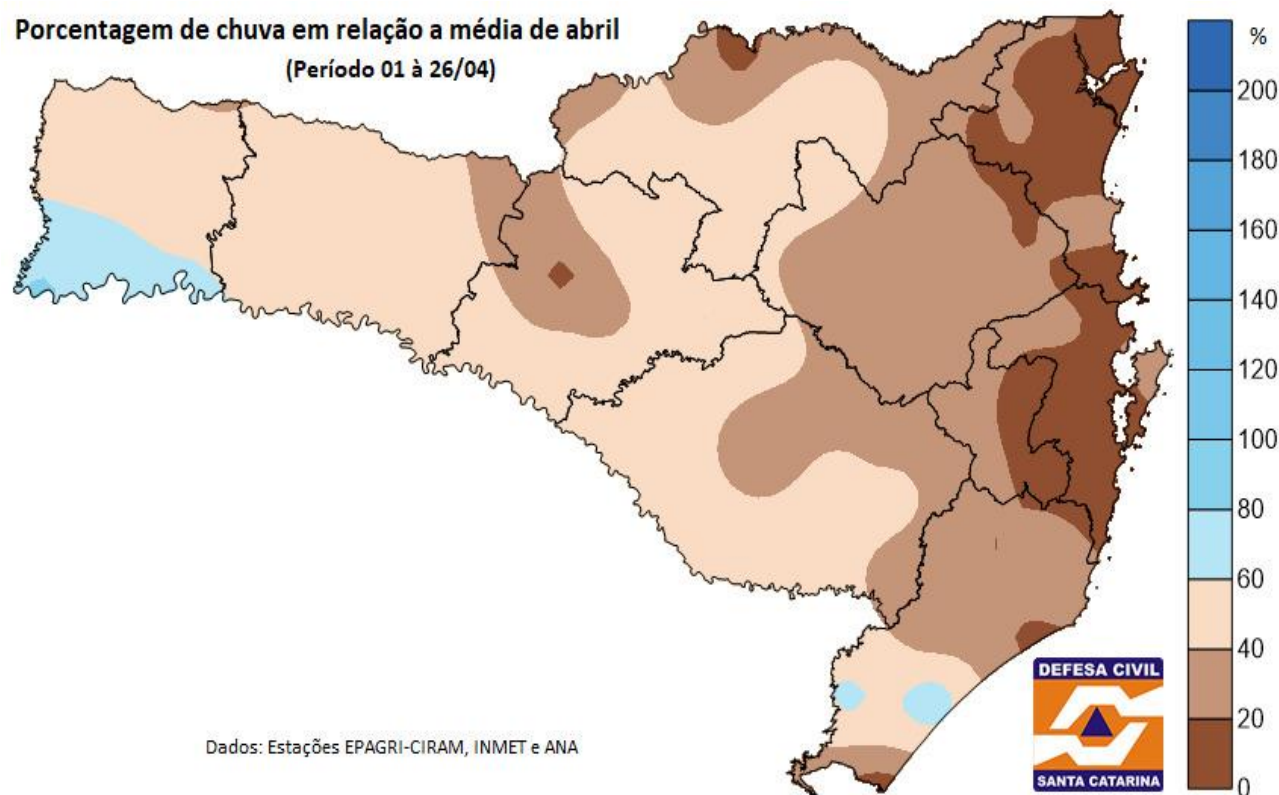 Porcentagem de chuva em relação a média de abril
(Período 01 à 26/04)
%
200
180
160
140
120
100
80
60
40
20
0
DEFESA CIVIL
SANTA CATARINA
Dados: Estações EPAGRI-CIRAM, INMET e ANA